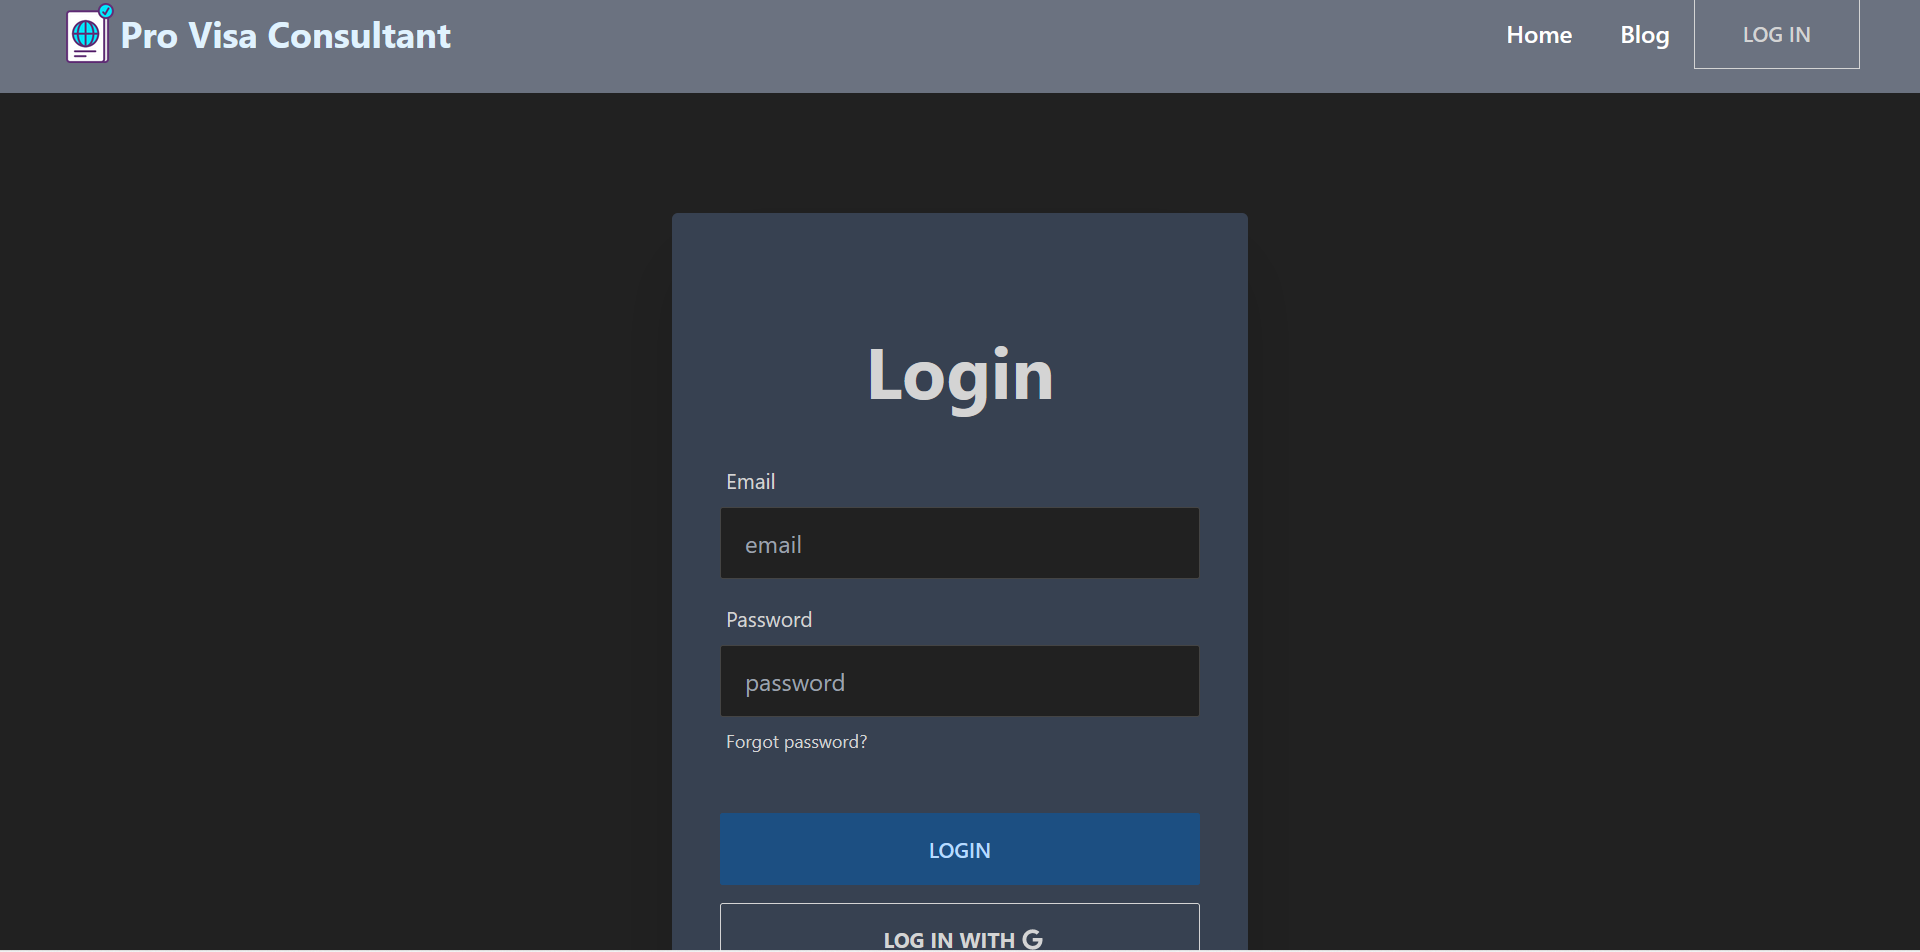 Pro Visa Consultant
Home Blog LOG IN
Login
Email
email
Password
password
Forgot password?
LOGIN
LOG IN WITH G